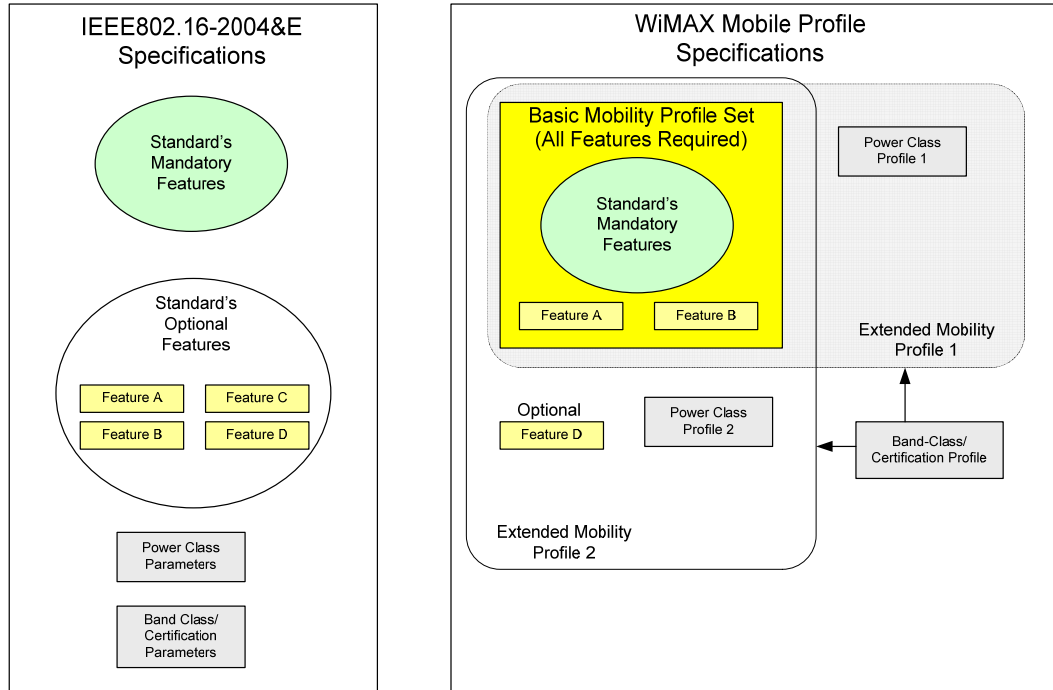 IEEE802.16-2004&E
Specifications
Standard's
Mandatory
Features
Standard's
Optional
Features
Feature A
Feature C
Feature B
Feature D
Power Class
Parameters
Band Class/
Certification
Parameters
WiMAX Mobile Profile
Specifications
Basic Mobility Profile Set
(All Features Required)
Standard's
Mandatory
Features
Feature A
Feature B
Power Class
Profile 1
Extended Mobility
Profile 1
Optional
Feature D
Power Class
Profile 2
Band-Class/
Certification Profile
Extended Mobility
Profile 2